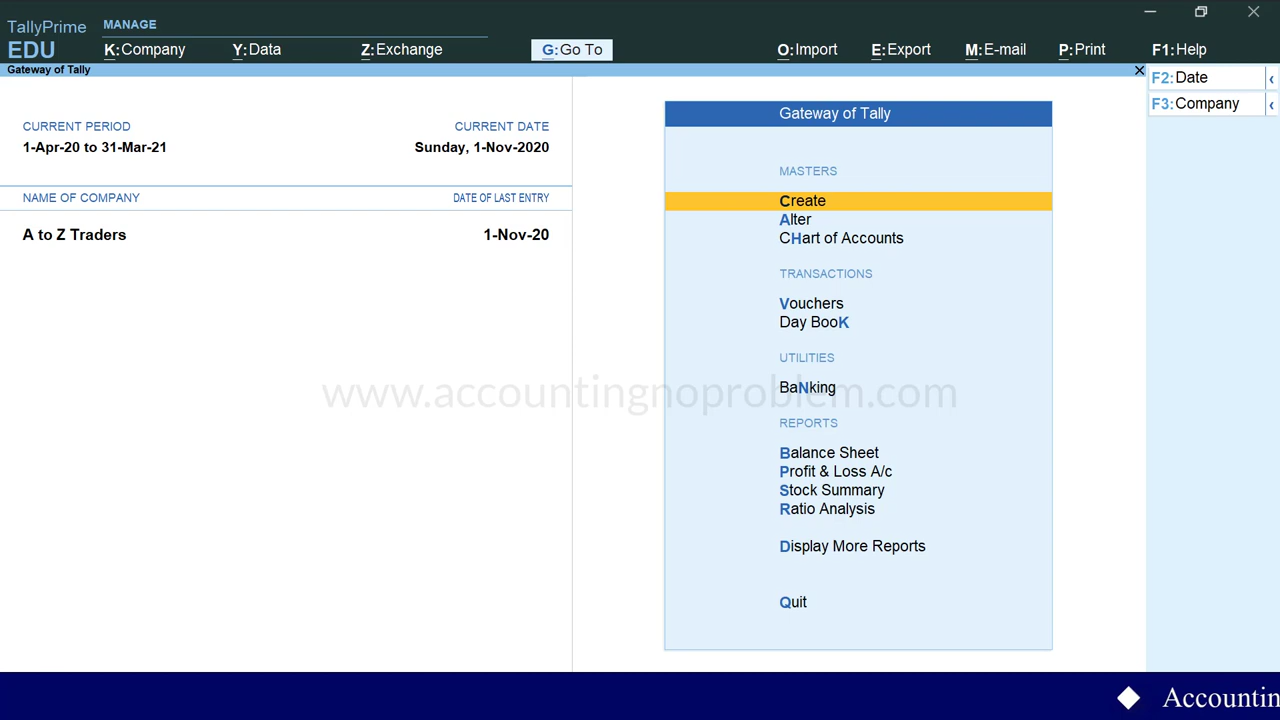 TallyPrime MANAGE
EDU K:Company Y:Data Z:Exchange G:Go To O:Import E:Export M:E-mail P:Print F1:Help
Gateway of Tally
F2:Date
F3:Company
CURRENT PERIOD CURRENT DATE
1-Apr-20 to 31-Mar-21 Sunday, 1-Nov-2020
NAME OF COMPANY DATE OF LAST ENTRY
A to Z Traders 1-Nov-20
Gateway of Tally
MASTERS
Create
Alter
CHart of Accounts
TRANSACTIONS
Vouchers
Day BooK
UTILITIES
BaNking
REPORTS
Balance Sheet
Profit & Loss A/c
Stock Summary
Ratio Analysis
Display More Reports
Quit
www.accountingnoproblem.com
Accountin